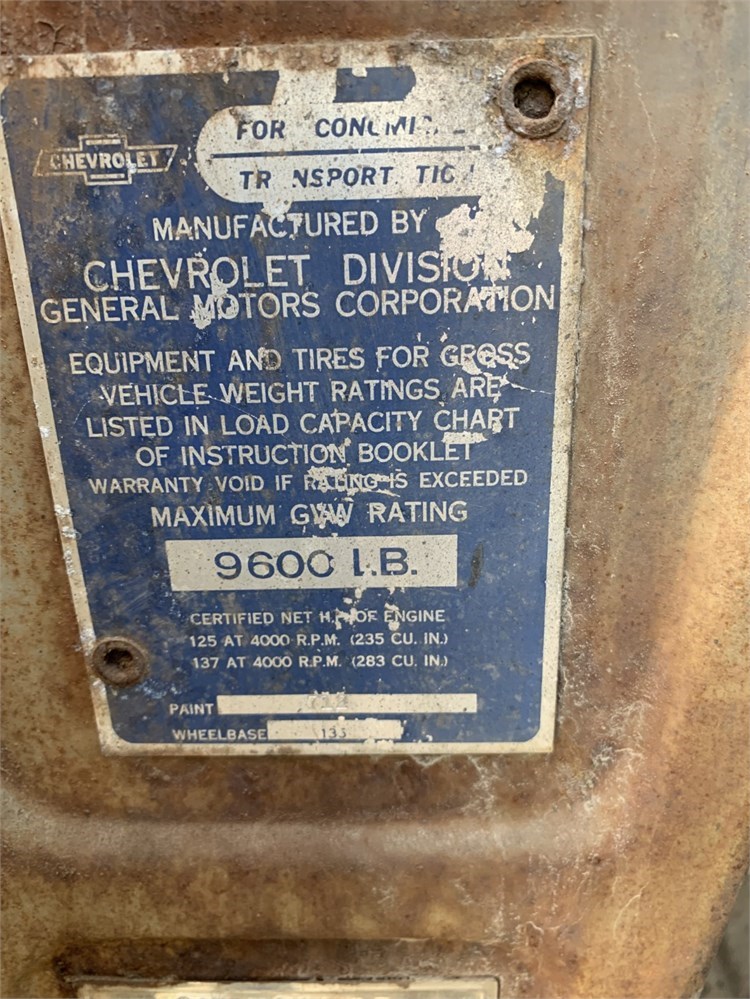 CHEVROLET
FOR
MANUFACTURED BY
CHEVROLET DIVISION
GENERAL MOTORS CORPORATION
EQUIPMENT AND TIRES FOR GROSS
VEHICLE WEIGHT RATINGS ARE
LISTED IN LOAD CAPACITY CHART
OF INSTRUCTION BOOKLET
WARRANTY VOID IF RATING IS EXCEEDED
MAXIMUM GVW RATING
9600 LB.
CERTIFIED NET H.P. OF ENGINE
125 AT 4000 R.P.M. (235 CU. IN.)
137 AT 4000 R.P.M. (283 CU. IN.)
PAINT
WHEELBASE